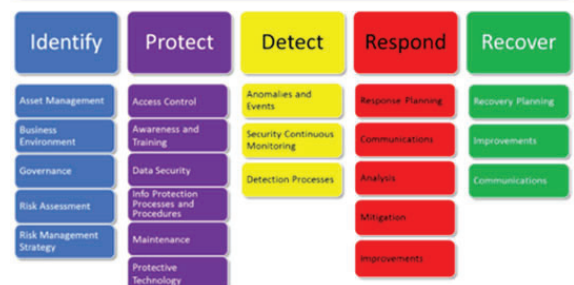 Identify
Protect
Detect
Respond
Recover
Asset Management
Business
Environment
Governance
Risk Assessment
Risk Management
Strategy
Access Control
Awareness and
Training
Data Security
Info Protection
Processes and
Procedures
Maintenance
Protective
Technology
Anomalies and
Events
Security Continuous
Monitoring
Detection Processes
Response Planning
Communications
Analysis
Mitigation
Improvements
Recovery Planning
Improvements
Communications